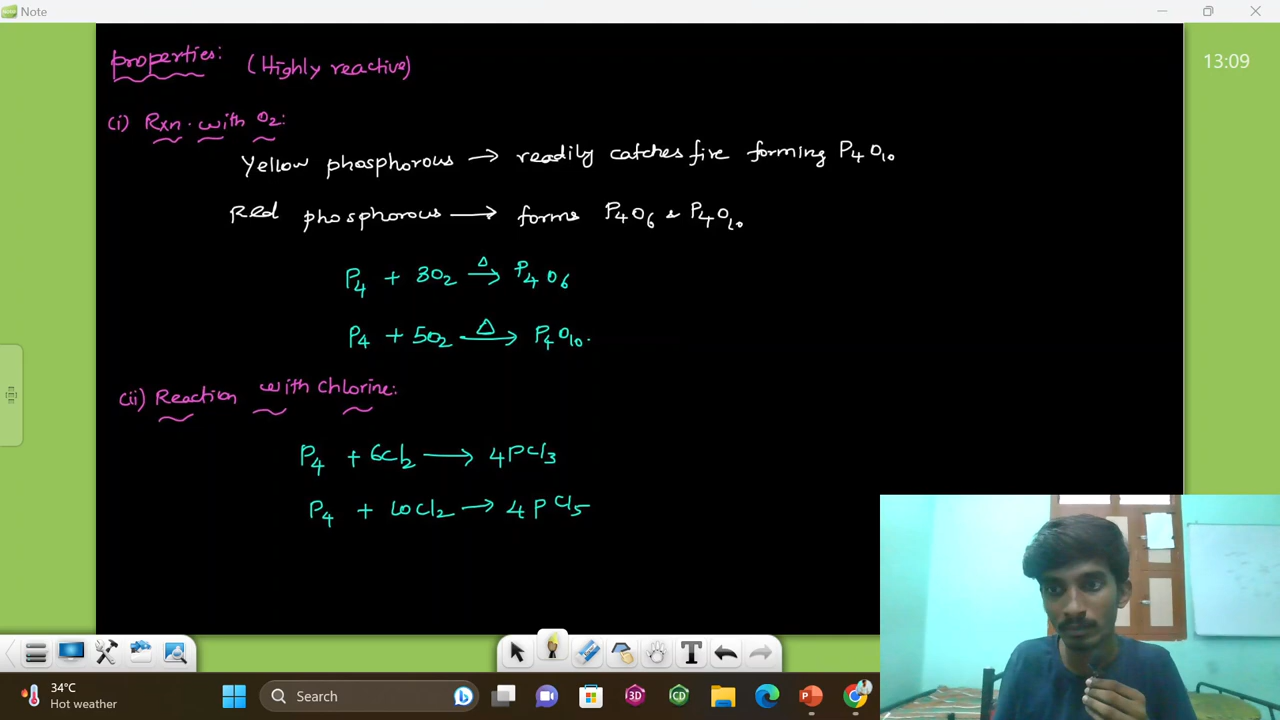 Note
13:09
properties: (Highly reactive)
(i) Rxn. with O2:
Yellow phosphorous → readily catches fire forming P4O10
Red phosphorous → forms P4O6 & P4O10
P4 + 3O2 Δ→ P4O6
P4 + 5O2 Δ→ P4O10.
(ii) Reaction with Chlorine:
P4 + 6Cl2 → 4PCl3
P4 + 10Cl2 → 4PCl5
34°C
Hot weather
Search